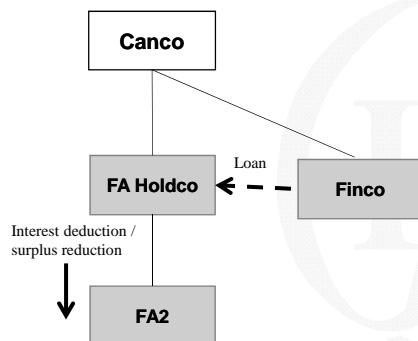 Canco
Loan
FA Holdco
Finco
Interest deduction /
surplus reduction
FA2